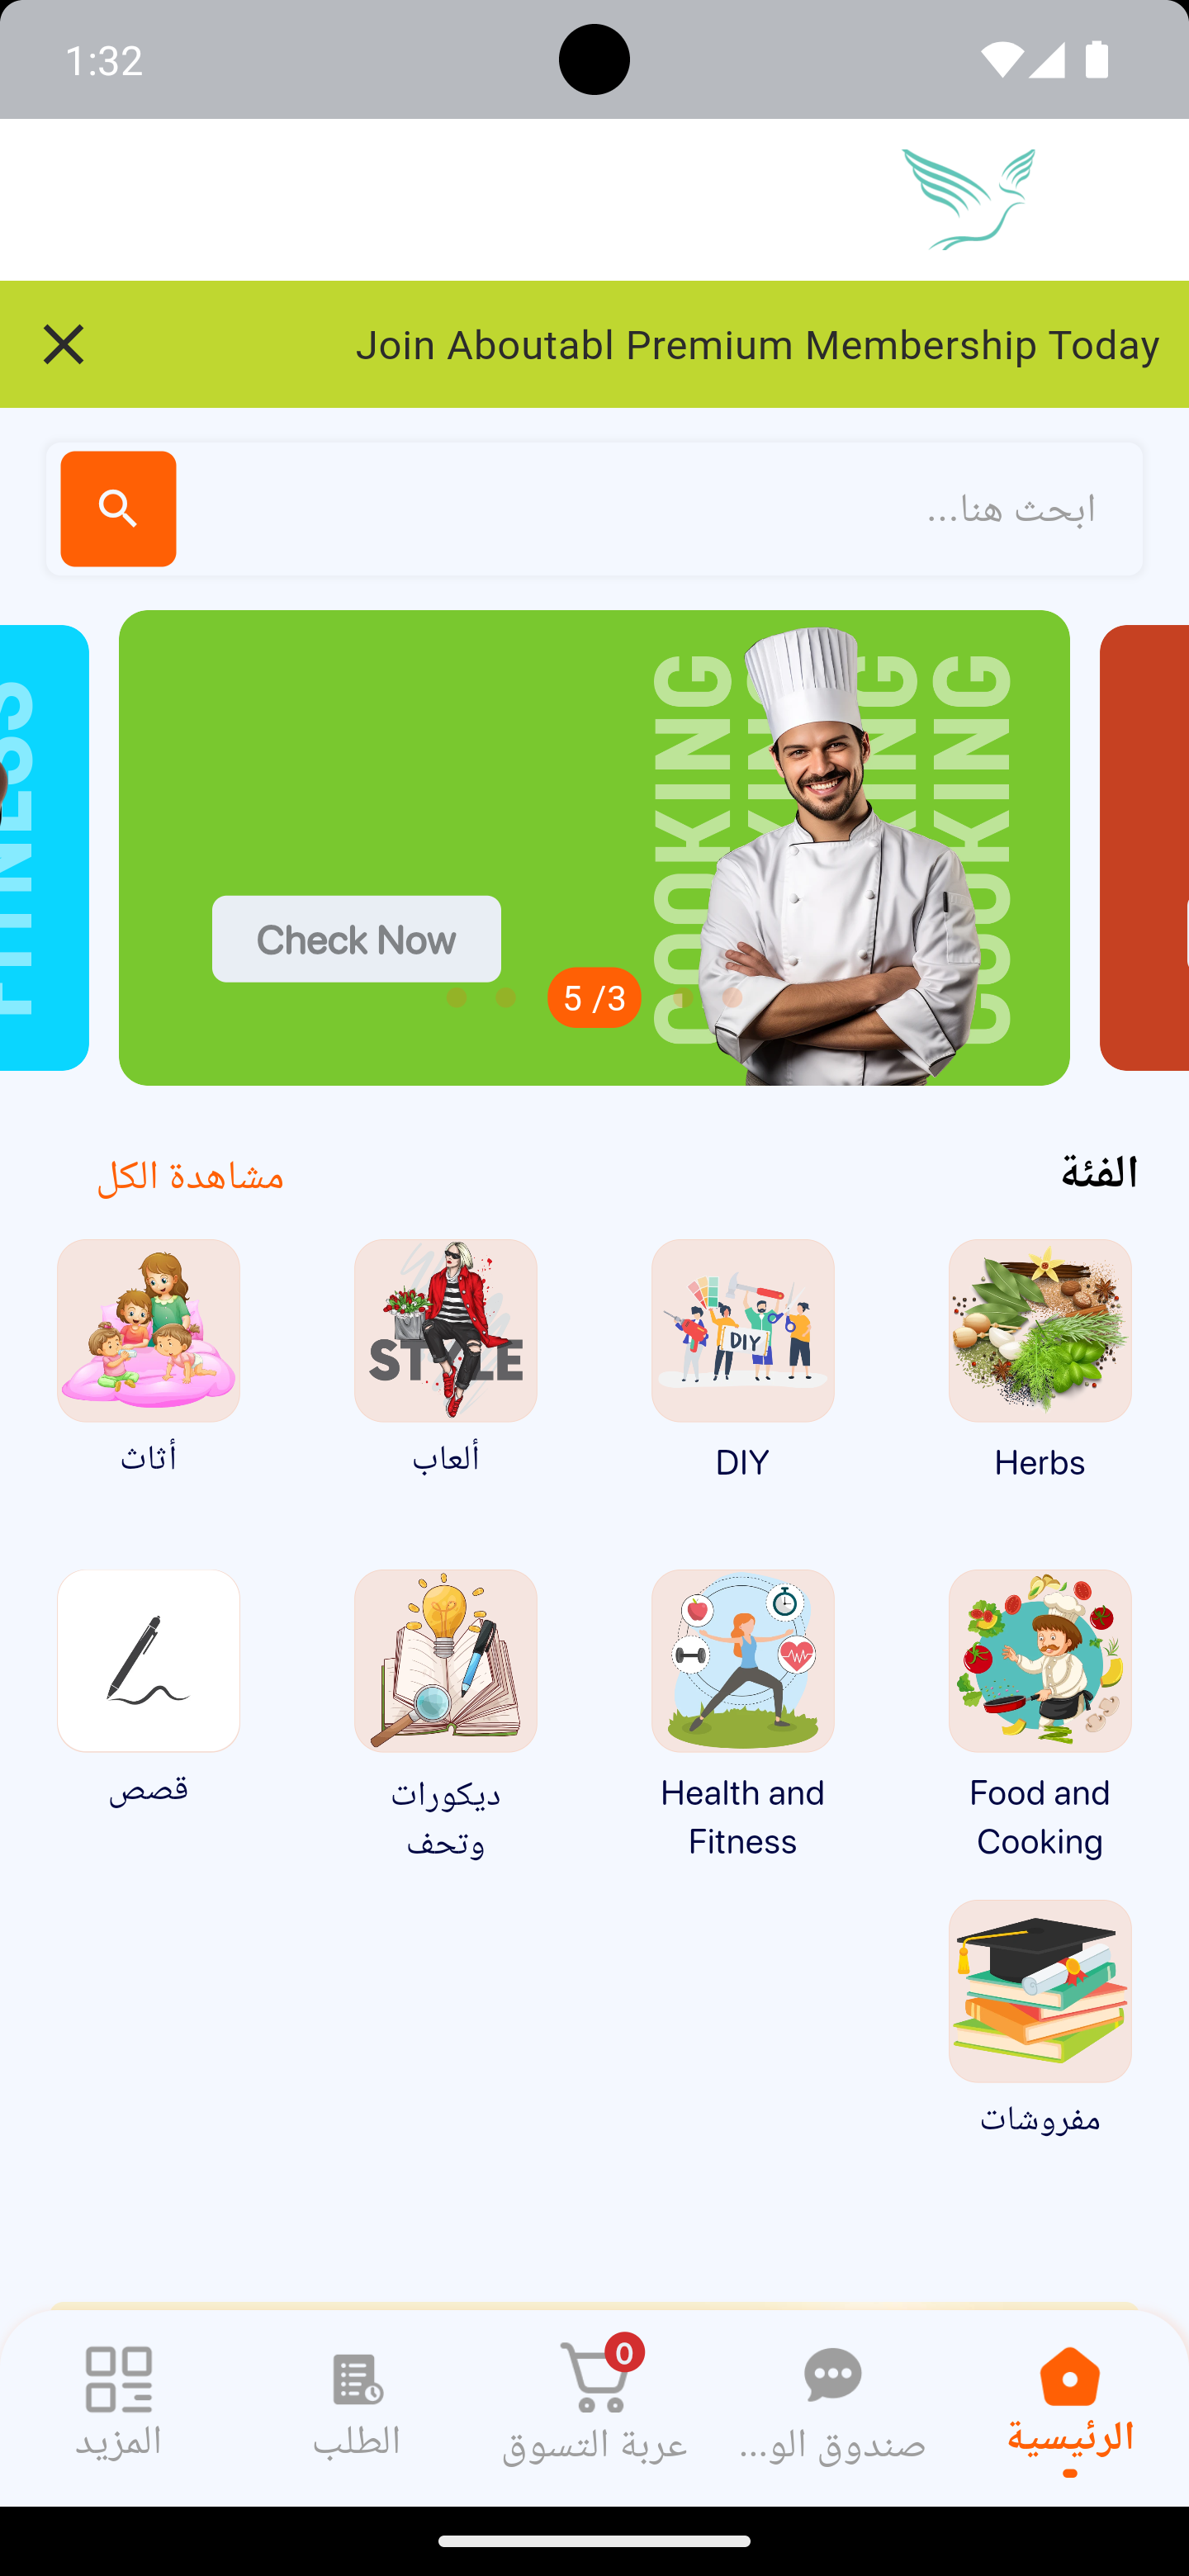 1:32
Join Aboutabl Premium Membership Today
ابحث هنا...
FITNESS
COOKING COOKING COOKING COOKING
Check Now
5 /3
الفئة
مشاهدة الكل
STYLE
DIY
Herbs
DIY
ألعاب
أثاث
Food and
Cooking
Health and
Fitness
ديكورات
وتحف
قصص
مفروشات
0
الرئيسية
صندوق الو...
عربة التسوق
الطلب
المزيد